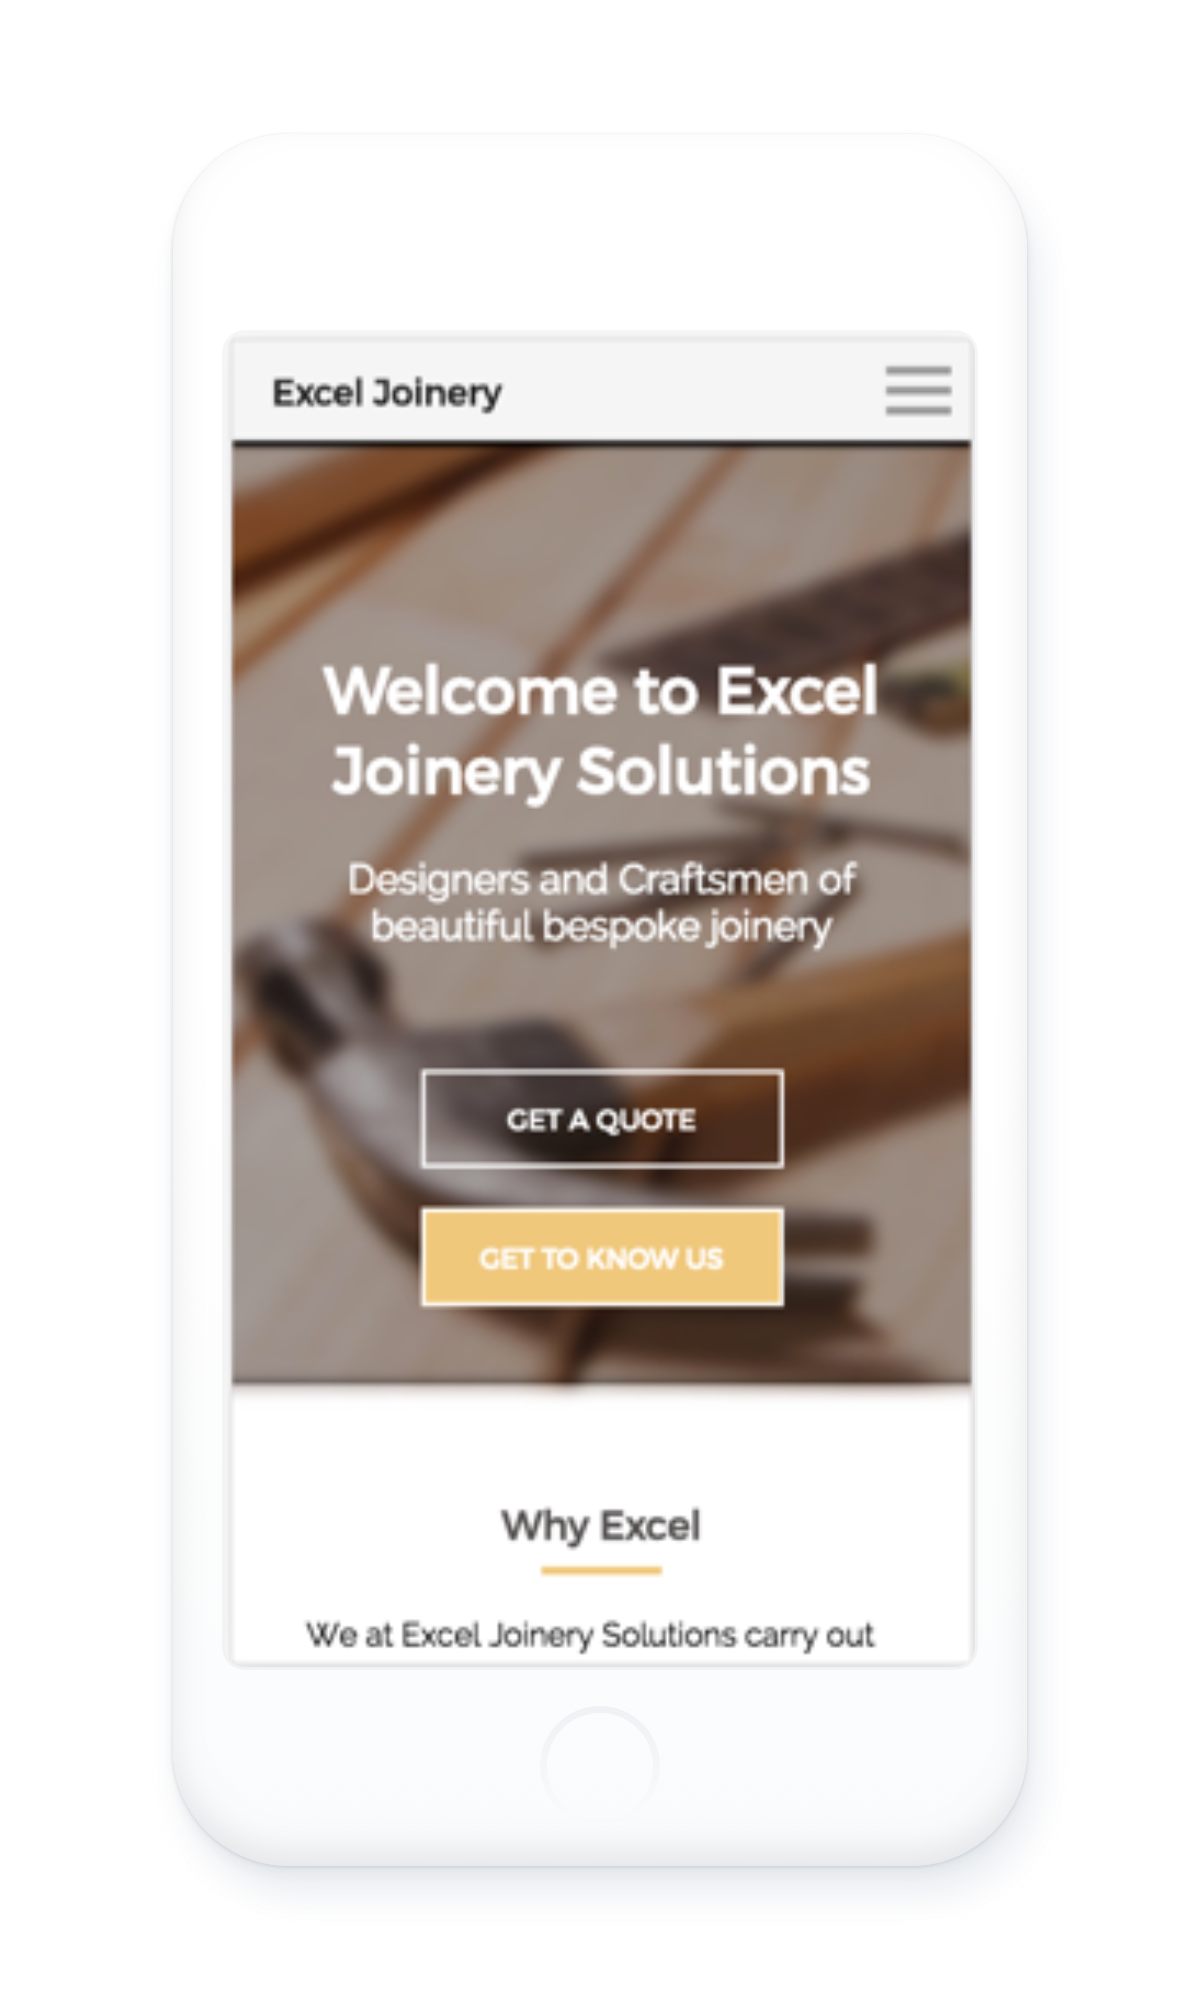 Excel Joinery
Welcome to Excel
Joinery Solutions
Designers and Craftsmen of
beautiful bespoke joinery
GET A QUOTE
GET TO KNOW US
Why Excel
We at Excel Joinery Solutions carry out